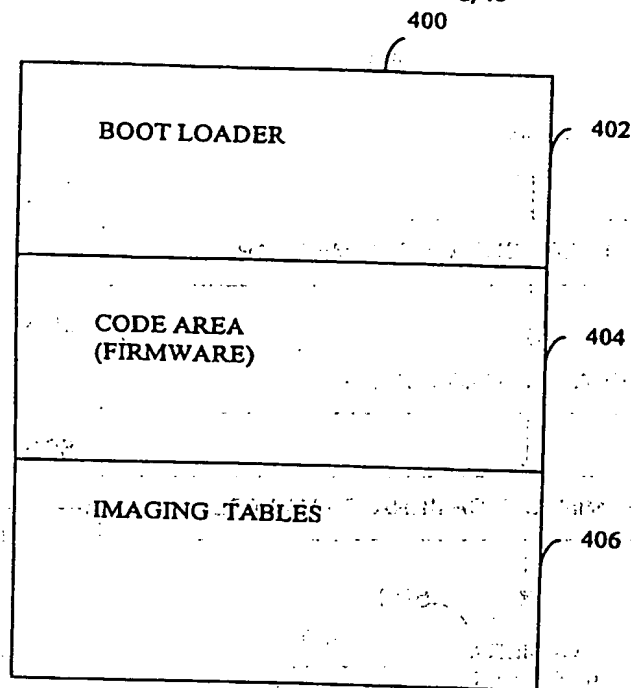 400
BOOT LOADER
402
CODE AREA
(FIRMWARE)
404
IMAGING TABLES
406